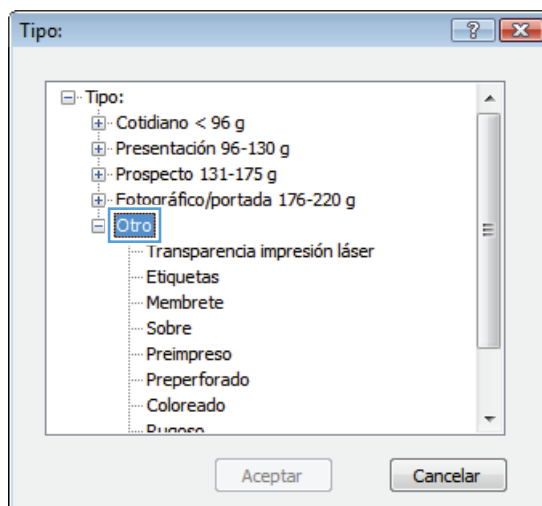 Tipo:
Tipo:
Cotidiano < 96 g
Presentación 96-130 g
Prospecto 131-175 g
Fotográfico/portada 176-220 g
Otro
Transparencia impresión láser
Etiquetas
Membrete
Sobre
Preimpreso
Preperforado
Coloreado
Rugoso
Aceptar Cancelar